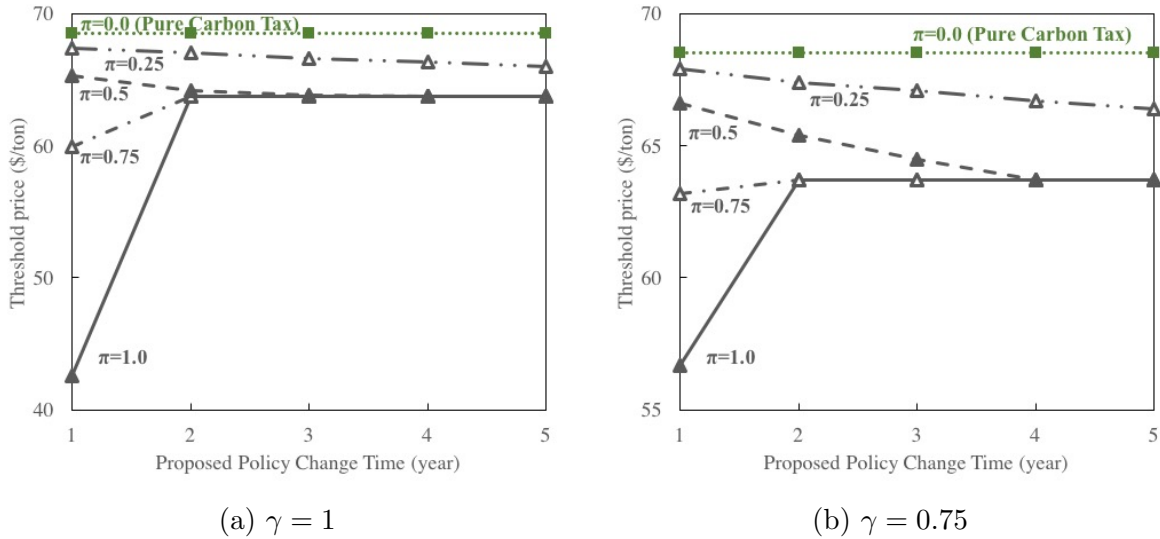 70
60
50
40
Threshold price ($/ton)
π=0.0 (Pure Carbon Tax)
π=0.25
π=0.5
π=0.75
π=1.0
1 2 3 4 5
Proposed Policy Change Time (year)
(a) γ = 1
70
65
60
55
Threshold price ($/ton)
π=0.0 (Pure Carbon Tax)
π=0.25
π=0.5
π=0.75
π=1.0
1 2 3 4 5
Proposed Policy Change Time (year)
(b) γ = 0.75